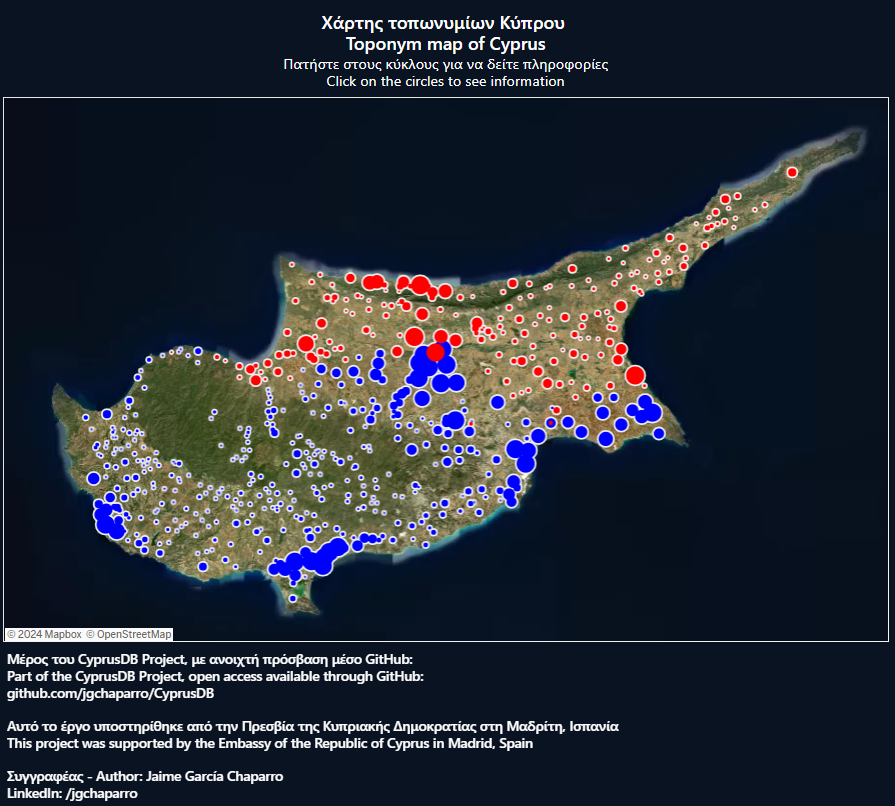 Χάρτης τοπωνυμίων Κύπρου
Toponym map of Cyprus
Πατήστε στους κύκλους για να δείτε πληροφορίες
Click on the circles to see information
© 2024 Mapbox © OpenStreetMap
Μέρος του CyprusDB Project, με ανοιχτή πρόσβαση μέσο GitHub:
Part of the CyprusDB Project, open access available through GitHub:
github.com/jgchaparro/CyprusDB
Αυτό το έργο υποστηρίθηκε από την Πρεσβία της Κυπριακής Δημοκρατίας στη Μαδρίτη, Ισπανία
This project was supported by the Embassy of the Republic of Cyprus in Madrid, Spain
Συγγραφέας - Author: Jaime García Chaparro
LinkedIn: /jgchaparro